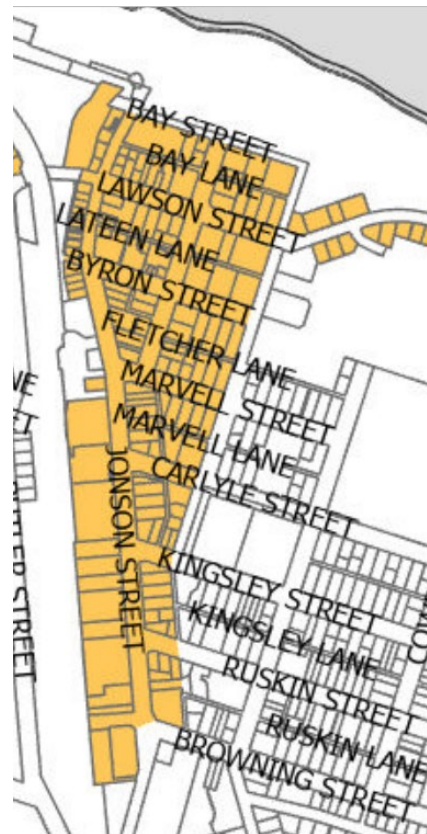 BAY STREET
BAY LANE
LAWSON STREET
LATEEN LANE
BYRON STREET
FLETCHER LANE
MARVELL STREET
MARVELL LANE
CARLYLE STREET
JONSON STREET
KINGSLEY STREET
KINGSLEY LANE
RUSKIN STREET
RUSKIN LANE
BROWNING STREET
STREET